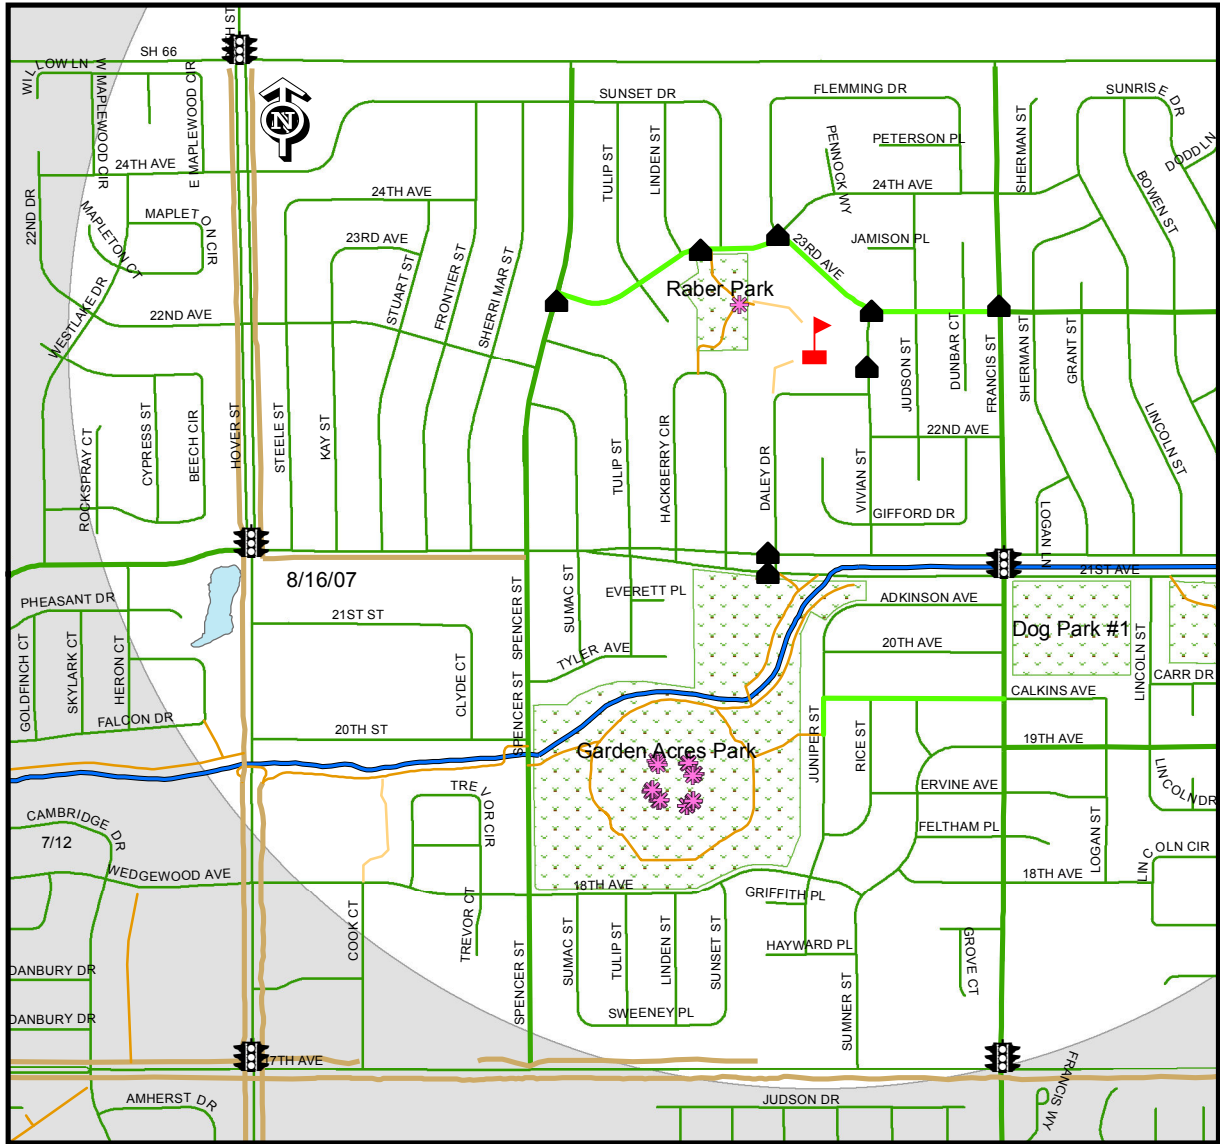 SH 66
WILLOW LN
W MAPLEWOOD CIR
E MAPLEWOOD CIR
N
SUNSET DR
FLEMMING DR
SUNRISE DR
DODD LN
PETERSON PL
PENNOCK WY
SHERMAN ST
BOWEN ST
24TH AVE
24TH AVE
24TH AVE
TULIP ST
LINDEN ST
22ND DR
MAPLETON CT
MAPLETON CIR
23RD AVE
23RD AVE
JAMISON PL
STUART ST
FRONTIER ST
SHERRI MAR ST
Raber Park
WESTLAKE DR
22ND AVE
JUDSON ST
DUNBAR CT
FRANCIS ST
SHERMAN ST
GRANT ST
LINCOLN ST
ROCKSPRAY CT
CYPRESS ST
BEECH CIR
HOVER ST
STEELE ST
KAY ST
TULIP ST
HACKBERRY CIR
DALEY DR
VIVIAN ST
22ND AVE
GIFFORD DR
LOGAN LN
8/16/07
21ST AVE
PHEASANT DR
21ST ST
SPENCER ST
SUMAC ST
EVERETT PL
ADKINSON AVE
Dog Park #1
GOLDFINCH CT
SKYLARK CT
HERON CT
CLYDE CT
TYLER AVE
20TH AVE
LINCOLN ST
CARR DR
FALCON DR
20TH ST
SPENCER ST
Garden Acres Park
JUNIPER ST
RICE ST
CALKINS AVE
19TH AVE
ERVINE AVE
LINCOLN DR
CAMBRIDGE DR
7/12
TREVOR CIR
FELTHAM PL
LOGAN ST
LINCOLN CIR
WEDGEWOOD AVE
18TH AVE
GRIFFITH PL
18TH AVE
COOK CT
TREVOR CT
SPENCER ST
SUMAC ST
TULIP ST
LINDEN ST
SUNSET ST
HAYWARD PL
GROVE CT
DANBURY DR
DANBURY DR
SWEENEY PL
SUMNER ST
17TH AVE
FRANCIS WY
AMHERST DR
JUDSON DR